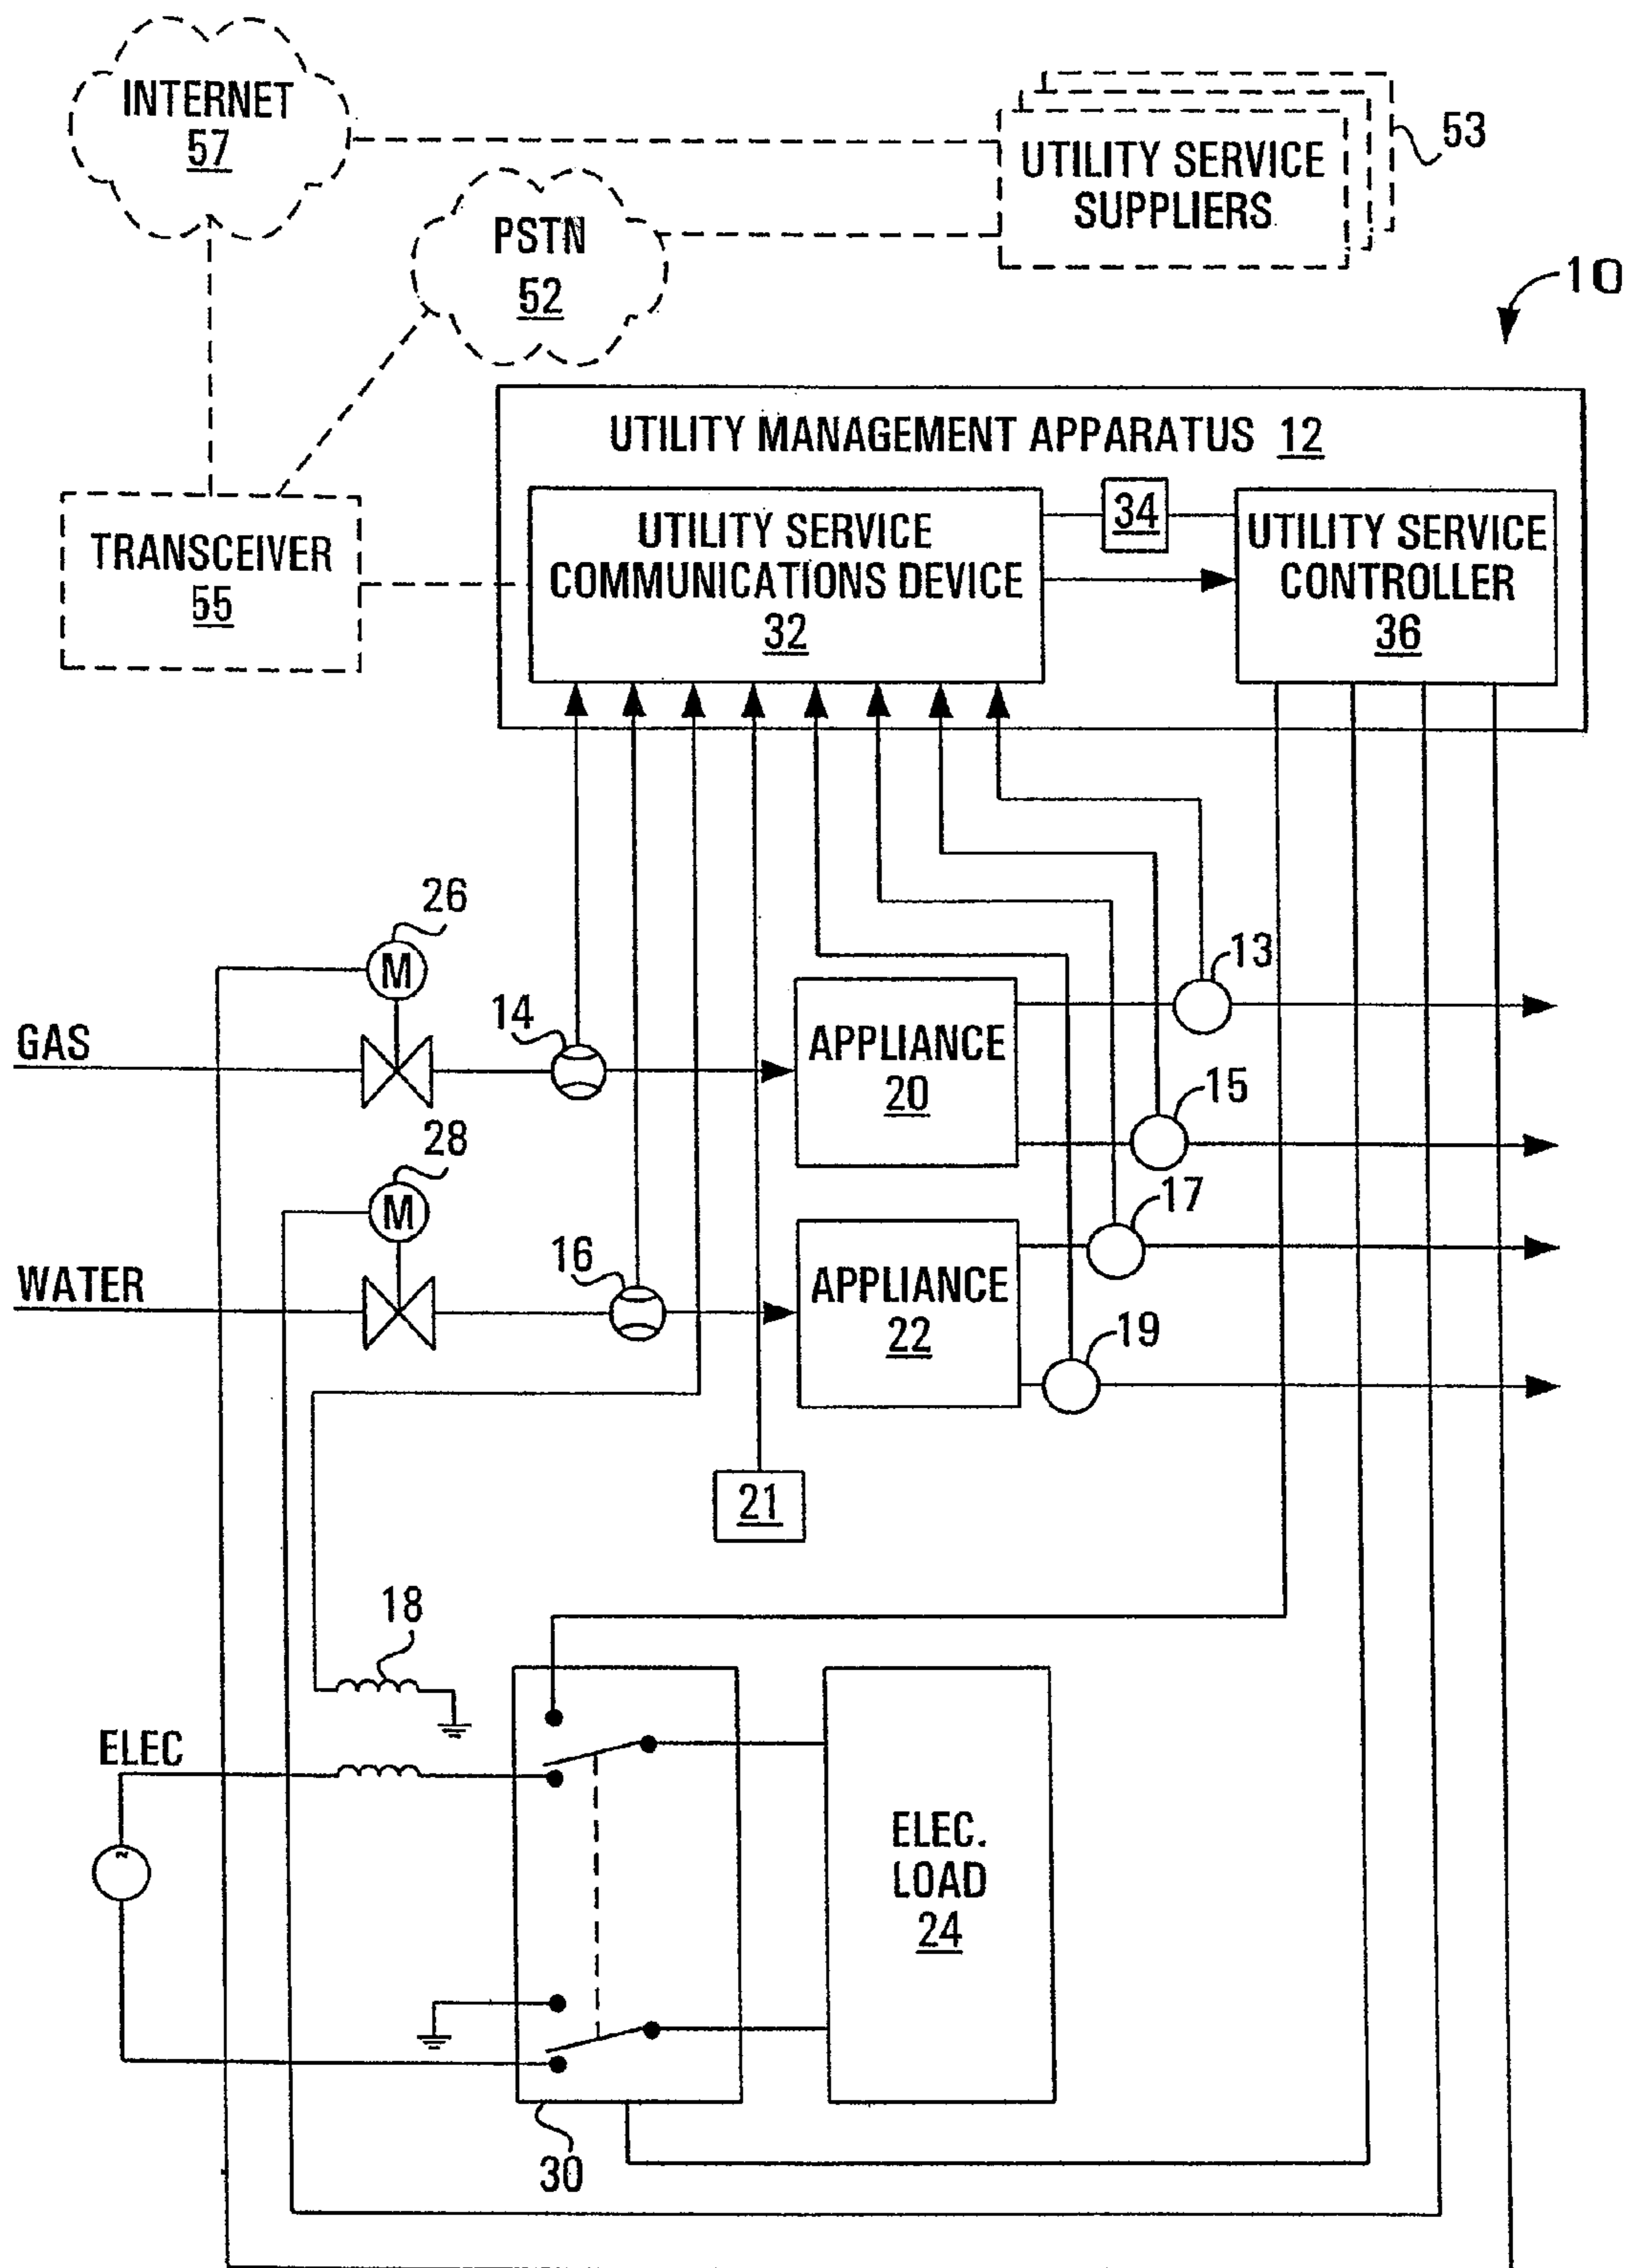 INTERNET
57
UTILITY SERVICE
SUPPLIERS
53
PSTN
52
10
UTILITY MANAGEMENT APPARATUS 12
TRANSCEIVER
55
UTILITY SERVICE
COMMUNICATIONS DEVICE
32
34
UTILITY SERVICE
CONTROLLER
36
26
M
GAS
14
APPLIANCE
20
13
15
28
M
WATER
16
APPLIANCE
22
17
19
21
18
ELEC
~
ELEC.
LOAD
24
30